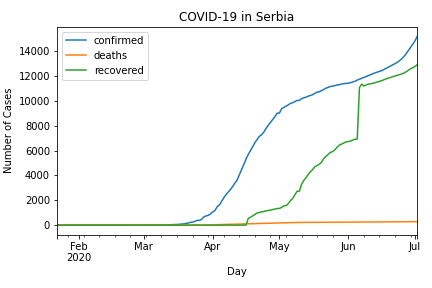 COVID-19 in Serbia
confirmed
deaths
recovered
14000
12000
10000
8000
6000
4000
2000
0
Number of Cases
Feb Mar Apr May Jun Jul
2020
Day